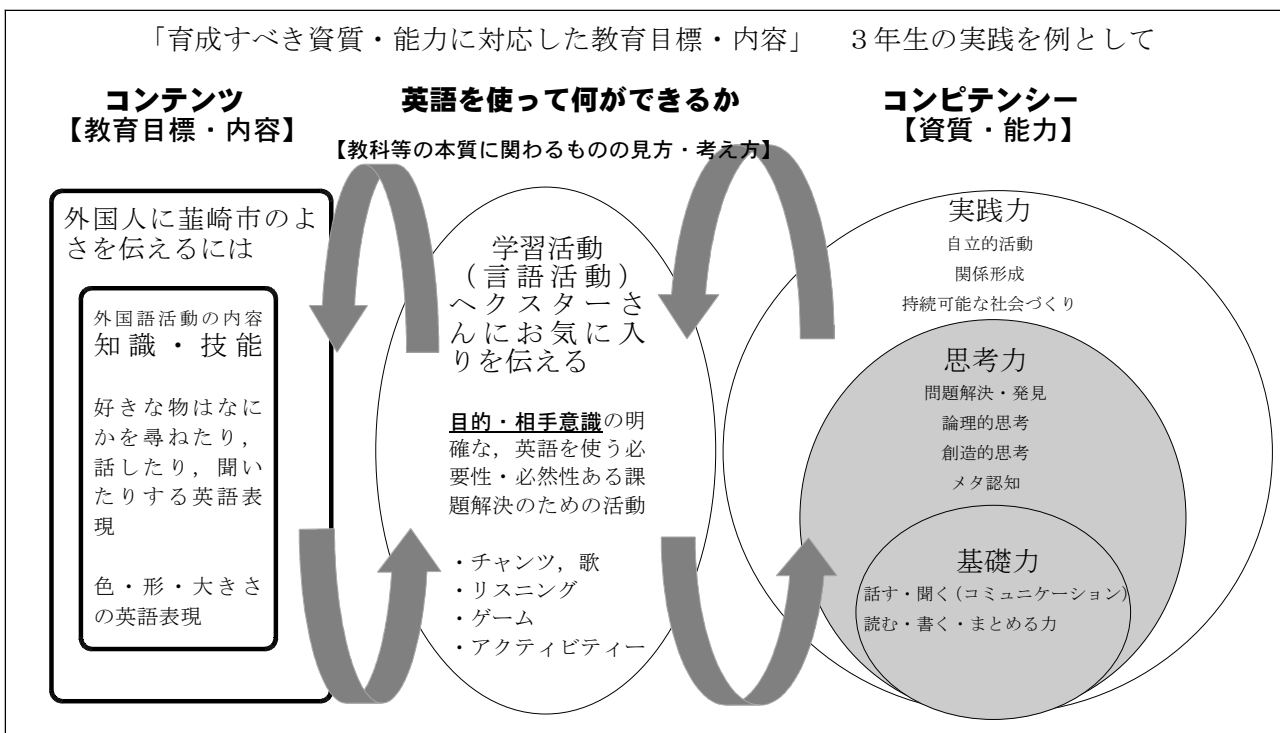 「育成すべき資質・能力に対応した教育目標・内容」　３年生の実践を例として
コンテンツ
【教育目標・内容】
外国人に韮崎市のよ
さを伝えるには
外国語活動の内容
知識・技能
好きな物はなに
かを尋ねたり，
話したり，聞い
たりする英語表
現
色・形・大きさ
の英語表現
英語を使って何ができるか
【教科等の本質に関わるものの見方・考え方】
学習活動
（言語活動）
ヘクスターさ
んにお気に入
りを伝える
目的・相手意識の明
確な，英語を使う必
要性・必然性ある課
題解決のための活動
・チャンツ，歌
・リスニング
・ゲーム
・アクティビティー
コンピテンシー
【資質・能力】
実践力
自立的活動
関係形成
持続可能な社会づくり
思考力
問題解決・発見
論理的思考
創造的思考
メタ認知
基礎力
話す・聞く（コミュニケーション）
読む・書く・まとめる力